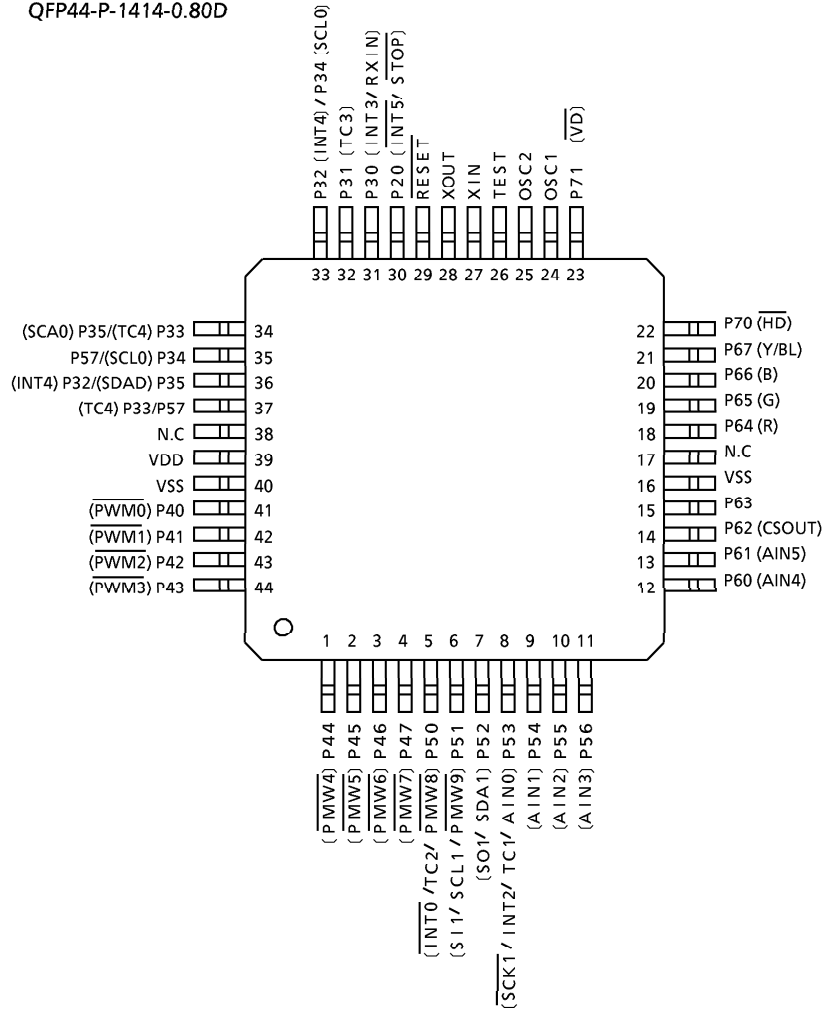 QFP44-P-1414-0.80D
P32 (INT4) / P34 (SCL0)
P31 (TC3)
P30 (INT3/ RXIN)
P20 (INT5/ STOP)
RESET
XOUT
XIN
TEST
OSC2
OSC1
P71 (VD)
33 32 31 30 29 28 27 26 25 24 23
(SCA0) P35/(TC4) P33 34
P57/(SCL0) P34 35
(INT4) P32/(SDAD) P35 36
(TC4) P33/P57 37
N.C 38
VDD 39
VSS 40
(PWM0) P40 41
(PWM1) P41 42
(PWM2) P42 43
(PWM3) P43 44
22 P70 (HD)
21 P67 (Y/BL)
20 P66 (B)
19 P65 (G)
18 P64 (R)
17 N.C
16 VSS
15 P63
14 P62 (CSOUT)
13 P61 (AIN5)
12 P60 (AIN4)
1 2 3 4 5 6 7 8 9 10 11
(PMW4) P44
(PMW5) P45
(PMW6) P46
(PMW7) P47
(INT0 /TC2/ PMW8) P50
(SI1/ SCL1/ PMW9) P51
(SO1/ SDA1) P52
(SCK1/ INT2/ TC1/ AIN0) P53
(AIN1) P54
(AIN2) P55
(AIN3) P56